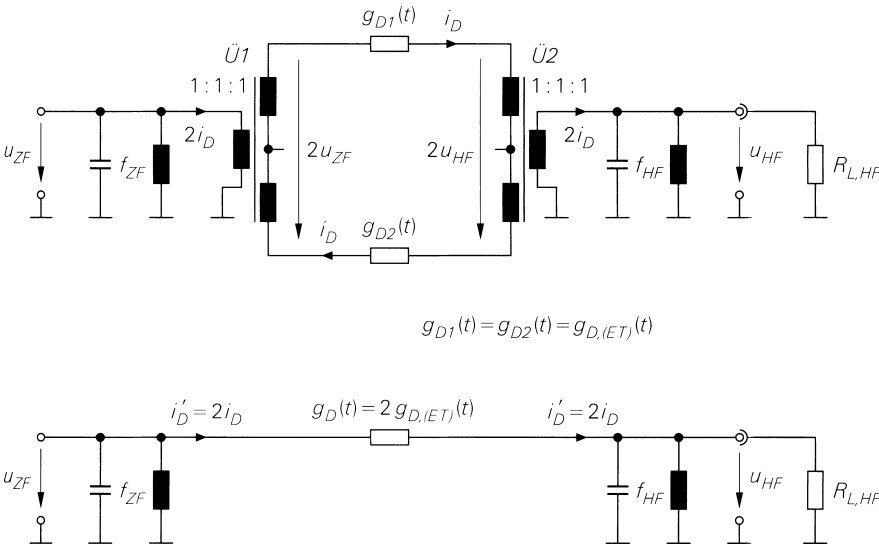 g_D1(t) i_D
Ü1 Ü2
1:1:1 1:1:1
2i_D 2i_D
u_ZF f_ZF 2u_ZF 2u_HF f_HF u_HF R_L,HF
i_D g_D2(t)
g_D1(t) = g_D2(t) = g_D,(ET)(t)
i'_D = 2i_D g_D(t) = 2 g_D,(ET)(t) i'_D = 2i_D
u_ZF f_ZF f_HF u_HF R_L,HF